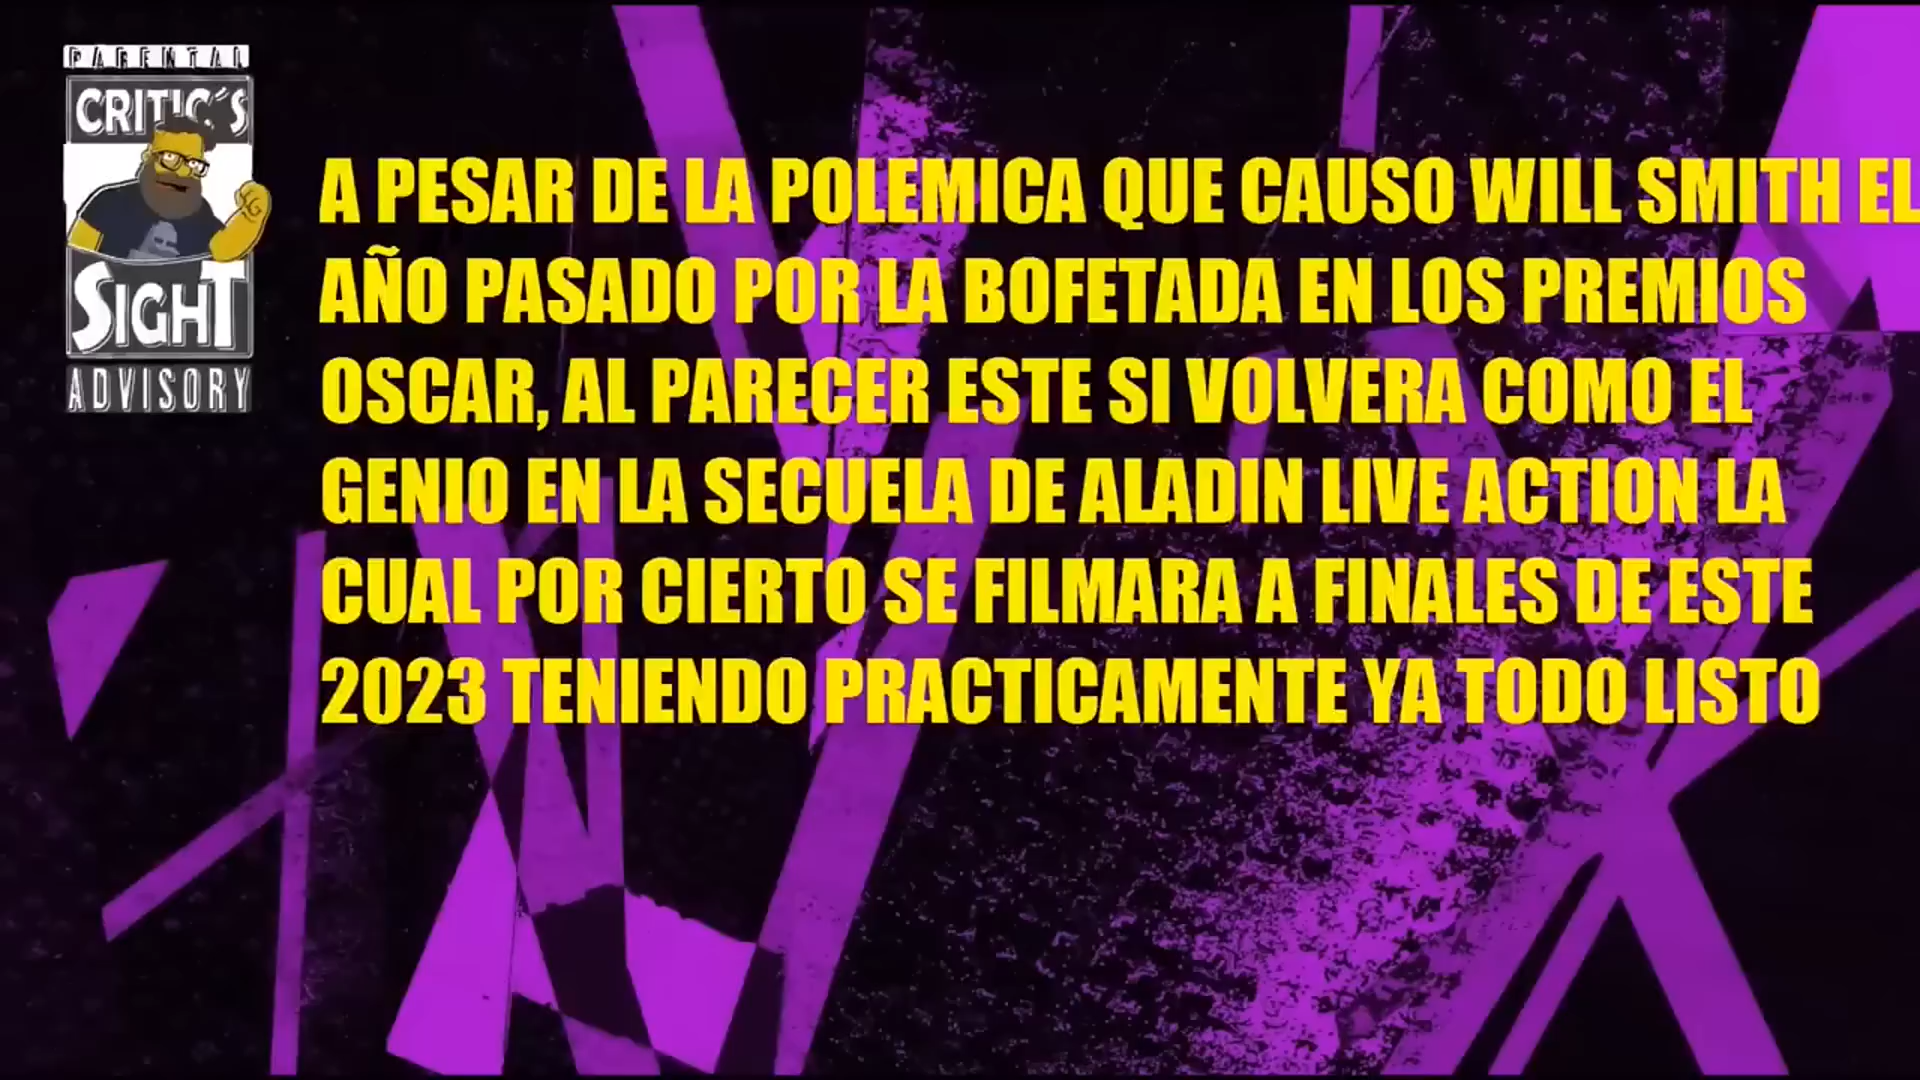 PARENTAL
CRITIC´S
SIGHT
ADVISORY
A PESAR DE LA POLEMICA QUE CAUSO WILL SMITH EL
AÑO PASADO POR LA BOFETADA EN LOS PREMIOS
OSCAR, AL PARECER ESTE SI VOLVERA COMO EL
GENIO EN LA SECUELA DE ALADIN LIVE ACTION LA
CUAL POR CIERTO SE FILMARA A FINALES DE ESTE
2023 TENIENDO PRACTICAMENTE YA TODO LISTO